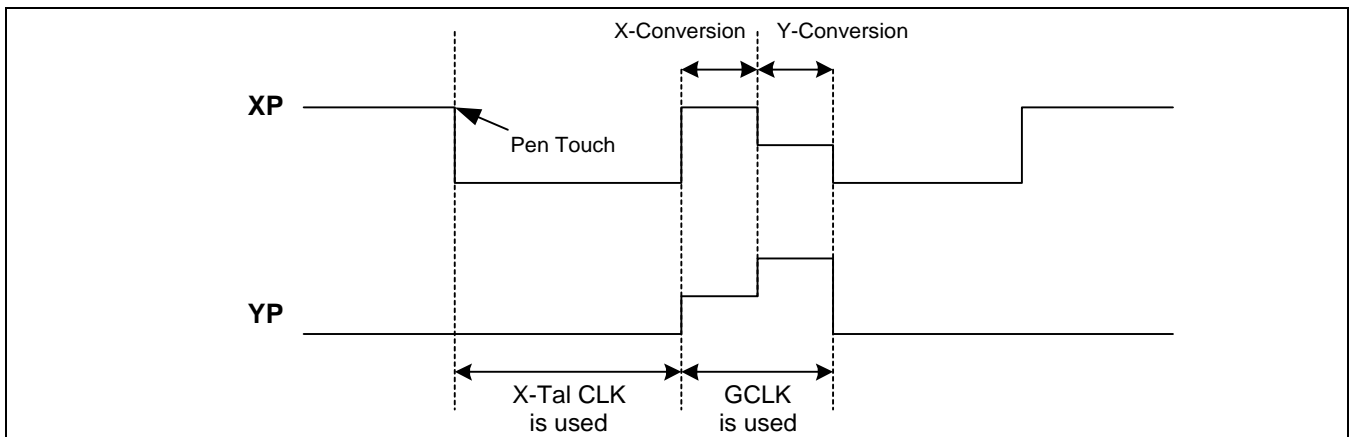 X-Conversion
Y-Conversion
XP
Pen Touch
YP
X-Tal CLK
is used
GCLK
is used